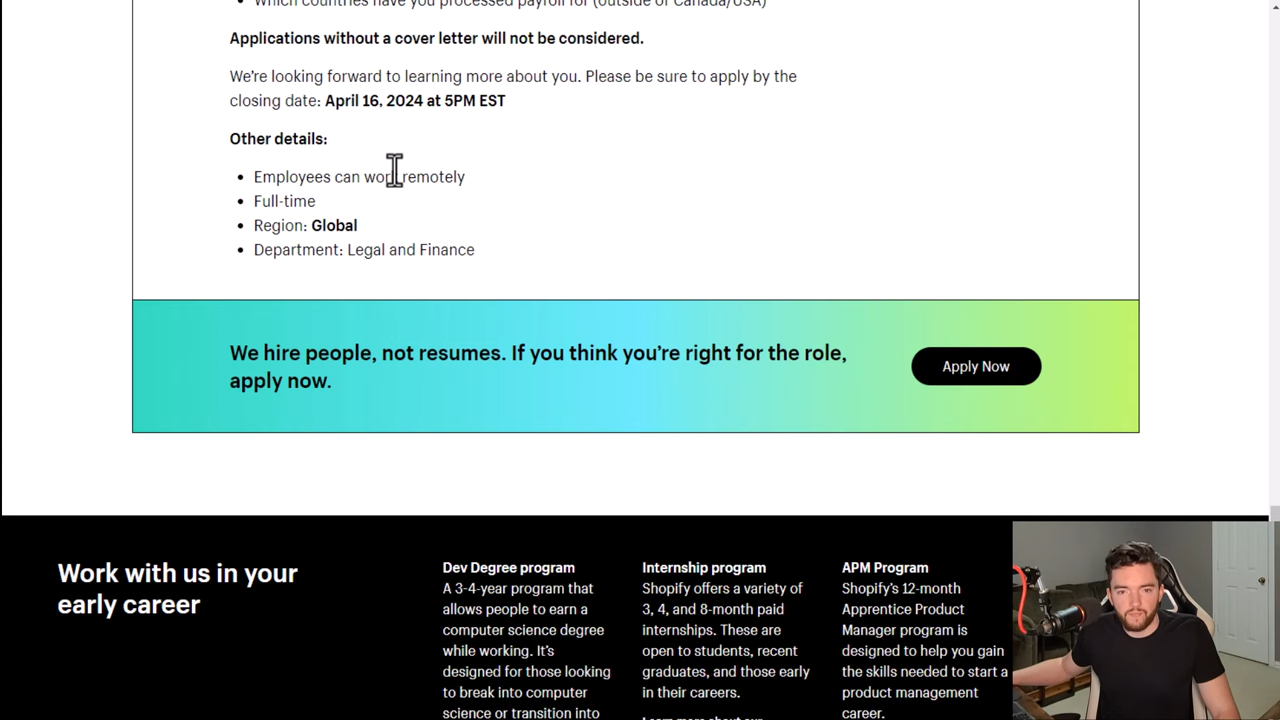 Which countries have you processed payroll for (outside of Canada/USA)
Applications without a cover letter will not be considered.
We're looking forward to learning more about you. Please be sure to apply by the
closing date: April 16, 2024 at 5PM EST
Other details:
Employees can work remotely
Full-time
Region: Global
Department: Legal and Finance
We hire people, not resumes. If you think you're right for the role,
apply now.
Apply Now
Work with us in your
early career
Dev Degree program
A 3-4-year program that
allows people to earn a
computer science degree
while working. It's
designed for those looking
to break into computer
science or transition into
Internship program
Shopify offers a variety of
3, 4, and 8-month paid
internships. These are
open to students, recent
graduates, and those early
in their careers.
Learn more about our
APM Program
Shopify's 12-month
Apprentice Product
Manager program is
designed to help you gain
the skills needed to start a
product management
career.